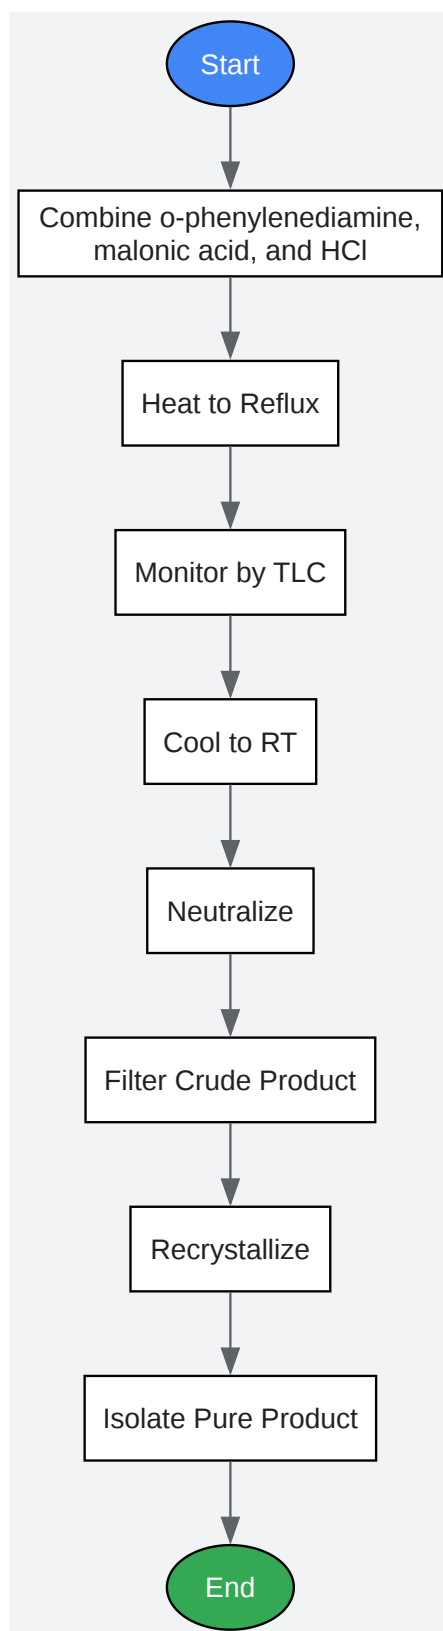 Start
Combine o-phenylenediamine,
malonic acid, and HCl
Heat to Reflux
Monitor by TLC
Cool to RT
Neutralize
Filter Crude Product
Recrystallize
Isolate Pure Product
End